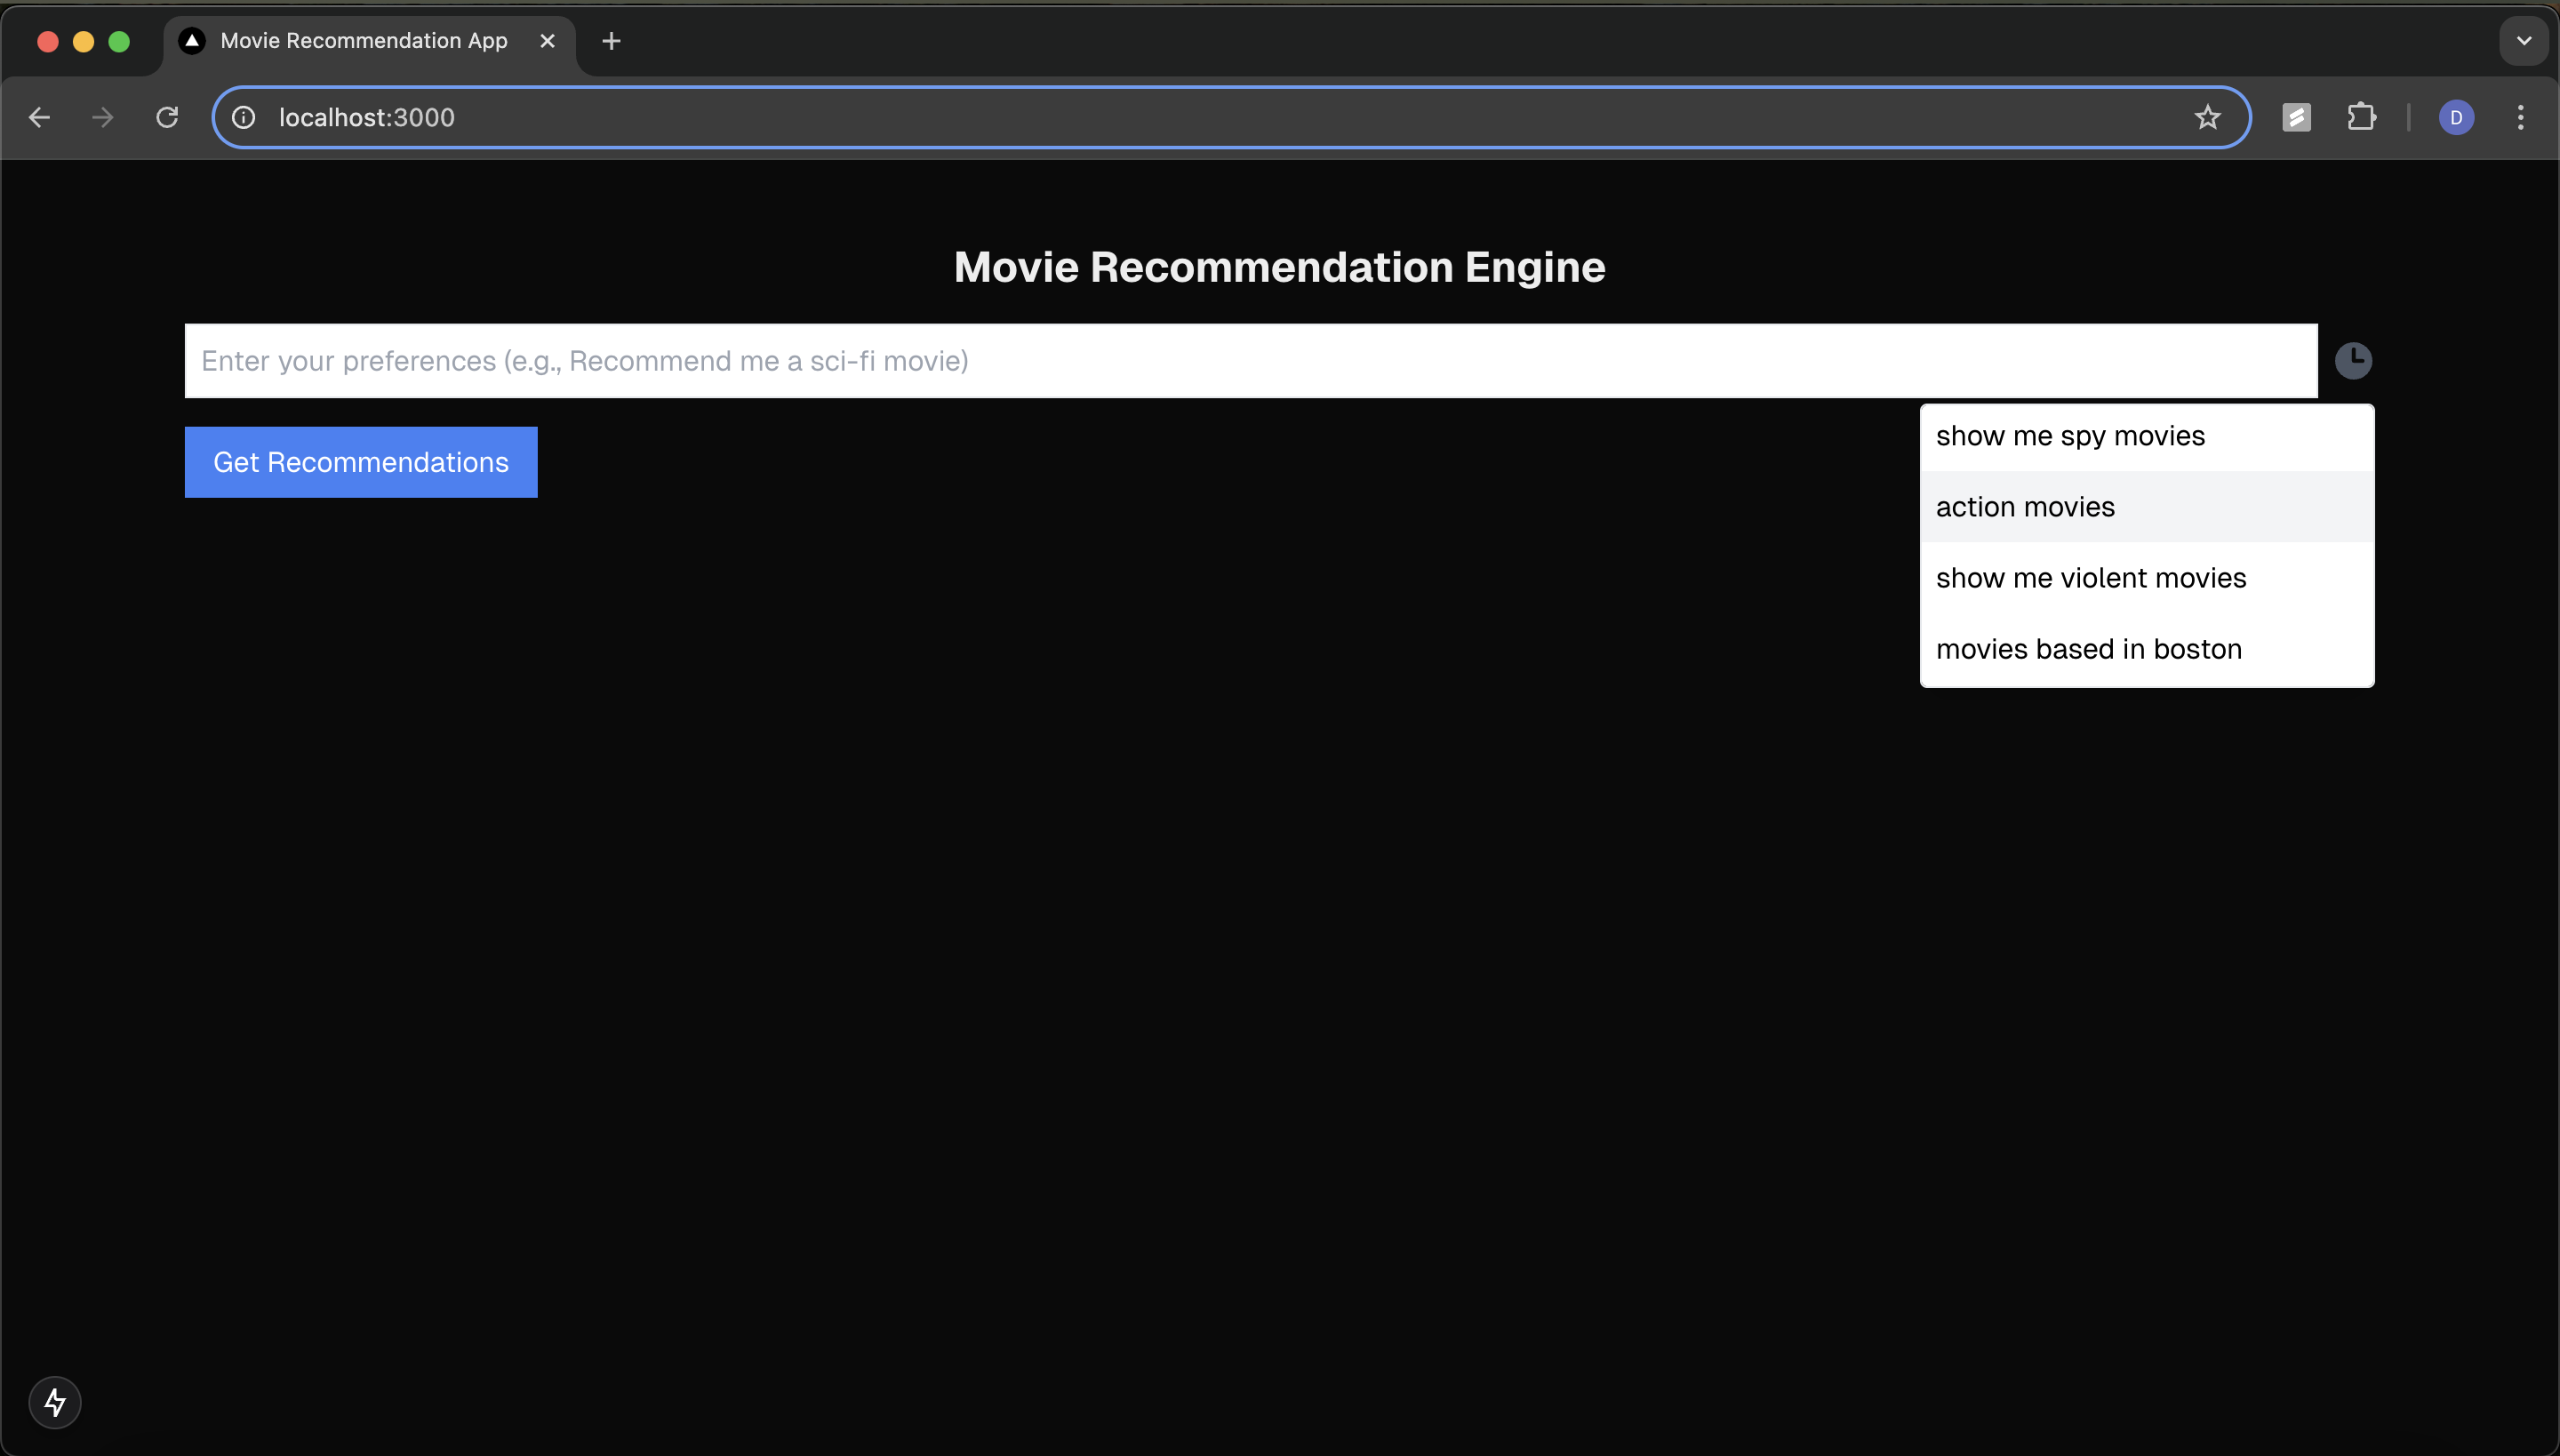 Movie Recommendation App
localhost:3000
D
Movie Recommendation Engine
Enter your preferences (e.g., Recommend me a sci-fi movie)
Get Recommendations
show me spy movies
action movies
show me violent movies
movies based in boston